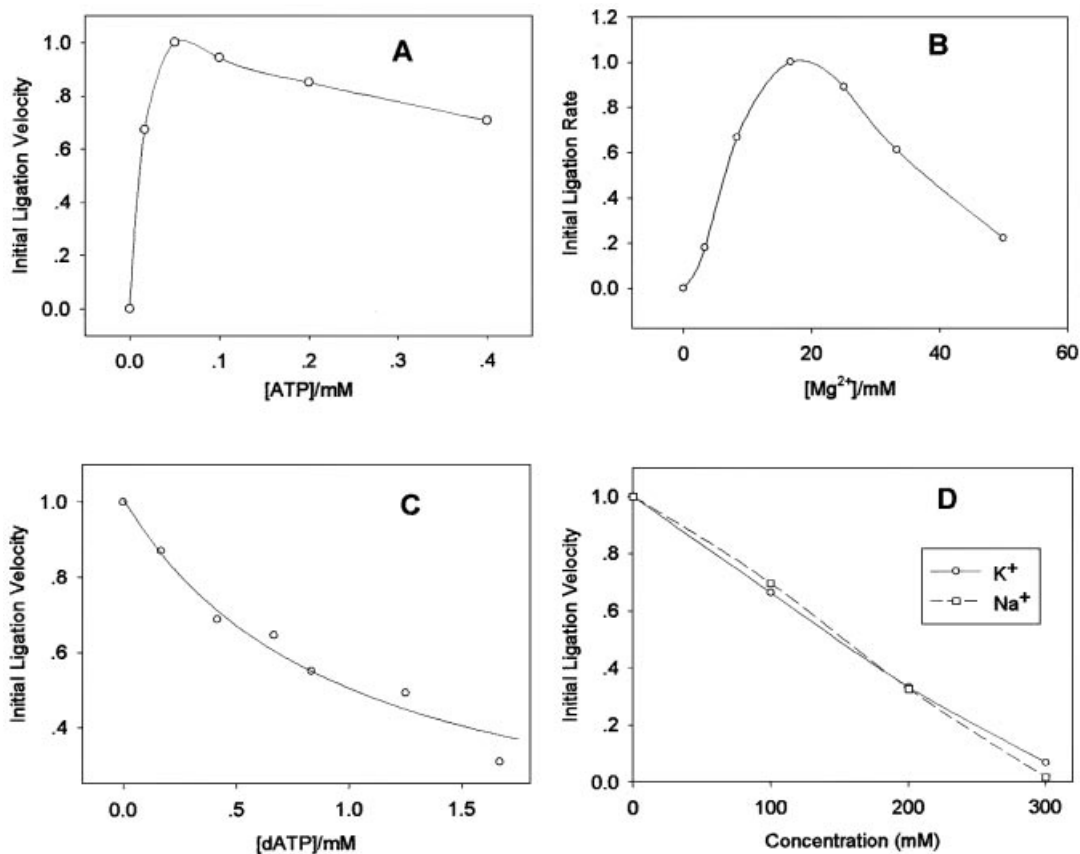 A
Initial Ligation Velocity
1.0
.8
.6
.4
.2
0.0
0.0 .1 .2 .3 .4
[ATP]/mM
B
Initial Ligation Rate
1.2
1.0
.8
.6
.4
.2
0.0
0 20 40 60
[Mg2+]/mM
C
Initial Ligation Velocity
1.0
.8
.6
.4
0.0 .5 1.0 1.5
[dATP]/mM
D
Initial Ligation Velocity
1.0
.8
.6
.4
.2
0.0
K+
Na+
0 100 200 300
Concentration (mM)